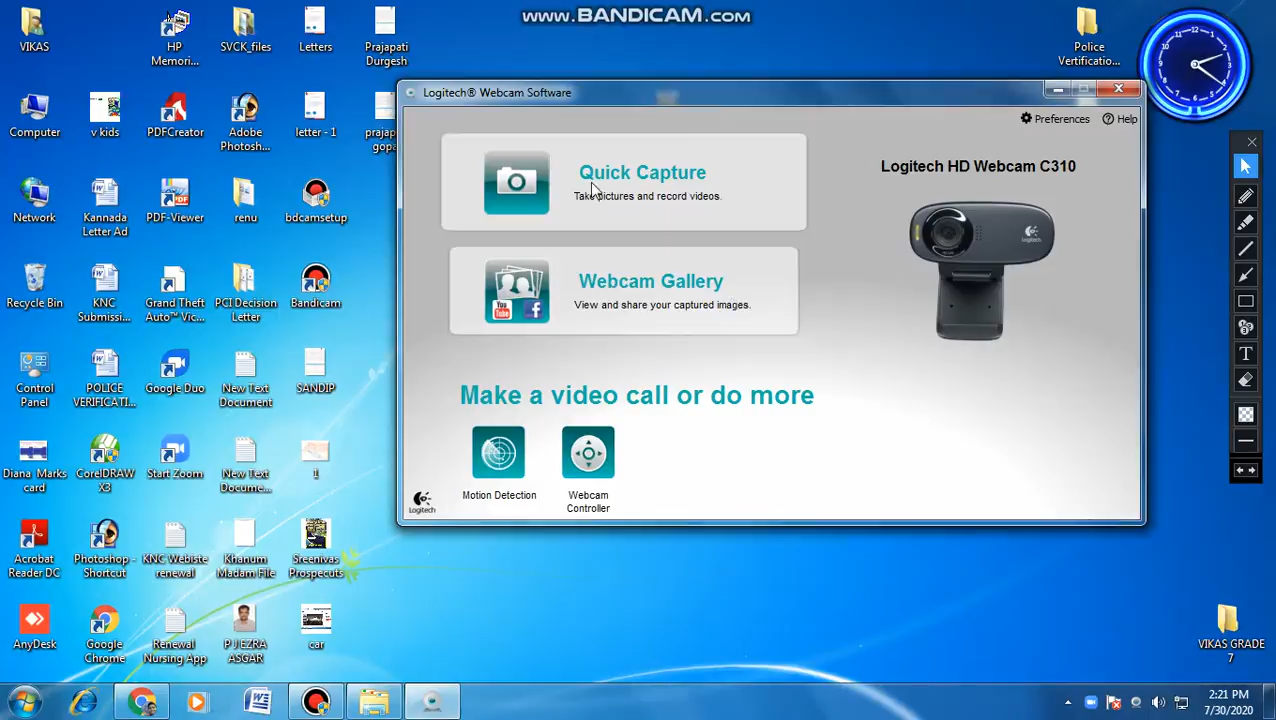 www.BANDICAM.com
VIKAS
HP
Memori...
SVCK_files
Letters
Prajapati
Durgesh
Police
Verificatio...
Computer
v kids
PDFCreator
Adobe
Photosh...
letter - 1
prajap
gopa
Network
Kannada
Letter Ad
PDF-Viewer
renu
bdcamsetup
Recycle Bin
KNC
Submissi...
Grand Theft
Auto™ Vic...
PCI Decision
Letter
Bandicam
Control
Panel
POLICE
VERIFICATI...
Google Duo
New Text
Document
SANDIP
Diana Marks
card
CorelDRAW
X3
Start Zoom
New Text
Docume...
1
Acrobat
Reader DC
Photoshop -
Shortcut
KNC Webiste
renewal
Khanum
Madam File
Sreenivas
Prospecuts
AnyDesk
Google
Chrome
Renewal
Nursing App
P J EZRA
ASGAR
car
VIKAS GRADE
7
Logitech® Webcam Software
Preferences
Help
Quick Capture
Take pictures and record videos.
Webcam Gallery
View and share your captured images.
You
Tube
f
Logitech HD Webcam C310
Make a video call or do more
Motion Detection
Webcam
Controller
Logitech
T
2:21 PM
7/30/2020